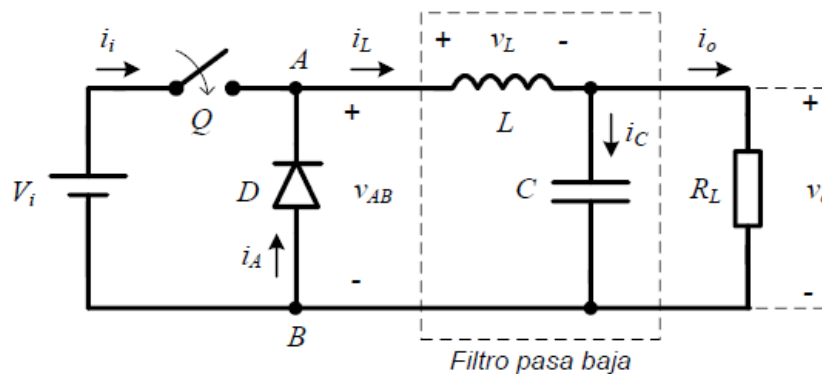 i_i
Q
A
i_L
+ v_L -
L
i_o
i_C
V_i
D
i_A
+
v_AB
-
C
R_L
+
-
B
Filtro pasa baja